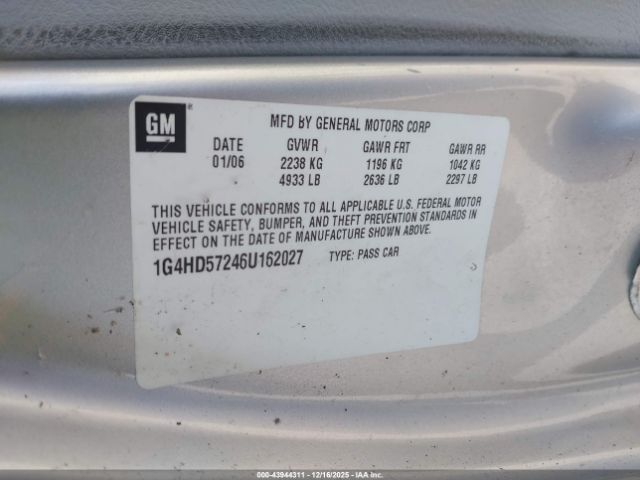 GM
MFD BY GENERAL MOTORS CORP
DATE GVWR GAWR FRT GAWR RR
01/06 2238 KG 1196 KG 1042 KG
4933 LB 2636 LB 2297 LB
THIS VEHICLE CONFORMS TO ALL APPLICABLE U.S. FEDERAL MOTOR
VEHICLE SAFETY, BUMPER, AND THEFT PREVENTION STANDARDS IN
EFFECT ON THE DATE OF MANUFACTURE SHOWN ABOVE.
1G4HD57246U162027 TYPE: PASS CAR
000-43944311 - 12/16/2025 - © COPYRIGHT IAA, LLC